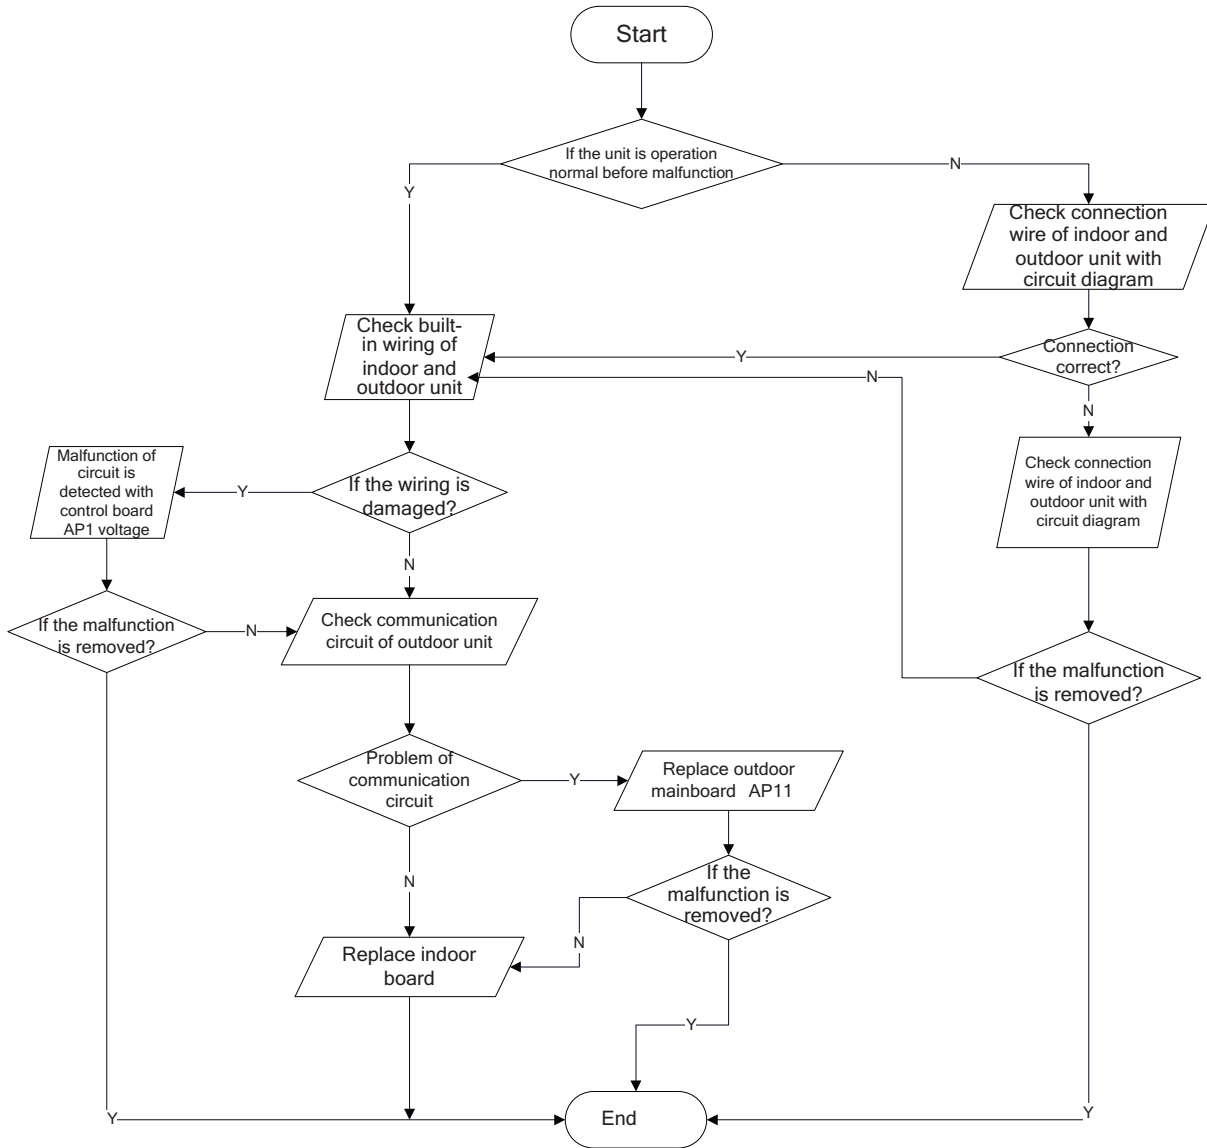 Start
If the unit is operation
normal before malfunction
N
Y
Check connection
wire of indoor and
outdoor unit with
circuit diagram
Check built-
in wiring of
indoor and
outdoor unit
Y
Connection
correct?
N
N
Malfunction of
circuit is
detected with
control board
AP1 voltage
Y
If the wiring is
damaged?
Check connection
wire of indoor and
outdoor unit with
circuit diagram
N
If the malfunction
is removed?
N
Check communication
circuit of outdoor unit
If the malfunction
is removed?
Problem of
communication
circuit
Y
Replace outdoor
mainboard AP11
N
If the
malfunction is
removed?
N
Replace indoor
board
Y
Y
End
Y